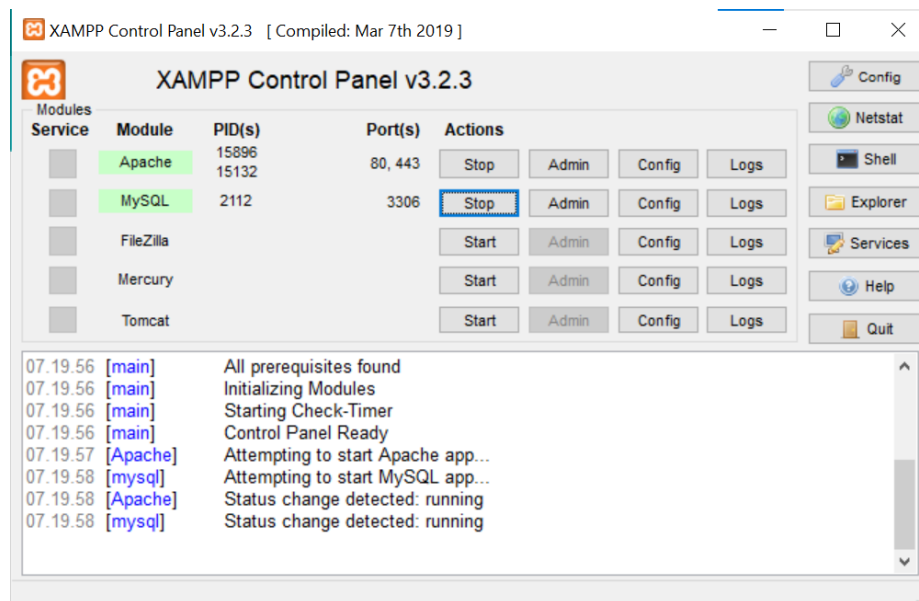 XAMPP Control Panel v3.2.3 [ Compiled: Mar 7th 2019 ]
XAMPP Control Panel v3.2.3
Config
Modules
Service Module PID(s) Port(s) Actions
Netstat
Apache 15896 15132 80, 443 Stop Admin Config Logs
Shell
MySQL 2112 3306 Stop Admin Config Logs
Explorer
FileZilla Start Admin Config Logs
Services
Mercury Start Admin Config Logs
Help
Tomcat Start Admin Config Logs
Quit
07.19.56 [main] All prerequisites found
07.19.56 [main] Initializing Modules
07.19.56 [main] Starting Check-Timer
07.19.56 [main] Control Panel Ready
07.19.57 [Apache] Attempting to start Apache app...
07.19.58 [mysql] Attempting to start MySQL app...
07.19.58 [Apache] Status change detected: running
07.19.58 [mysql] Status change detected: running